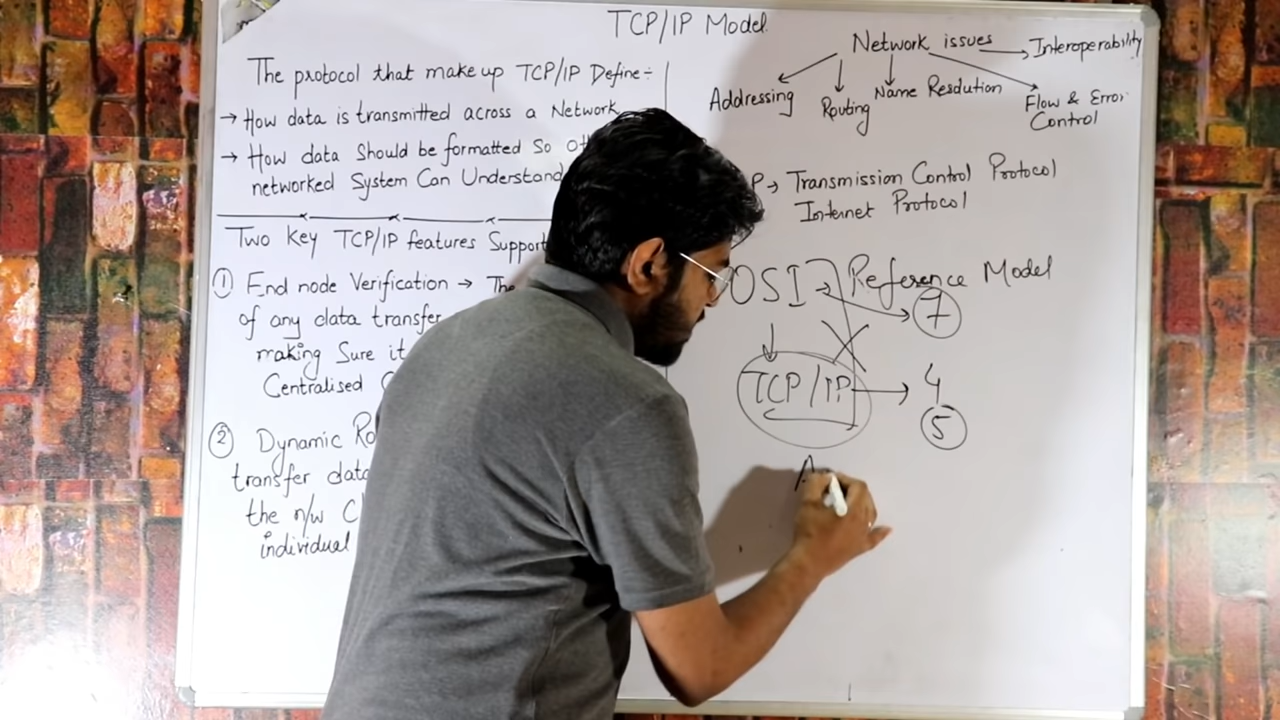 TCP/IP Model
The protocol that make up TCP/IP Define÷
→ How data is transmitted across a Network
→ How data Should be formatted So
networked System Can Understand
Two Key TCP/IP features Support
① End node Verification → The
of any data transfer
making Sure it
Centralised
② Dynamic
transfer data
the n/w
individual
Network issues
→ Interoperability
Addressing
Routing
Name Resolution
Flow & Error
Control
P → Transmission Control Protocol
Internet Protocol
OSI → Reference Model
7
TCP/IP → 4
5
A